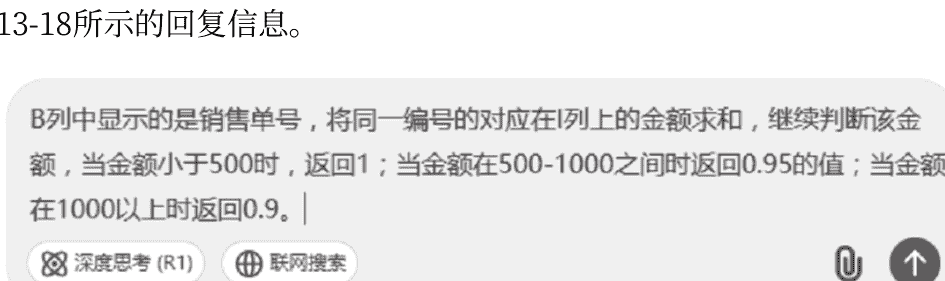 13-18所示的回复信息。
B列中显示的是销售单号，将同一编号的对应在I列上的金额求和，继续判断该金
额，当金额小于500时，返回1；当金额在500-1000之间时返回0.95的值；当金额
在1000以上时返回0.9。
深度思考 (R1) 联网搜索